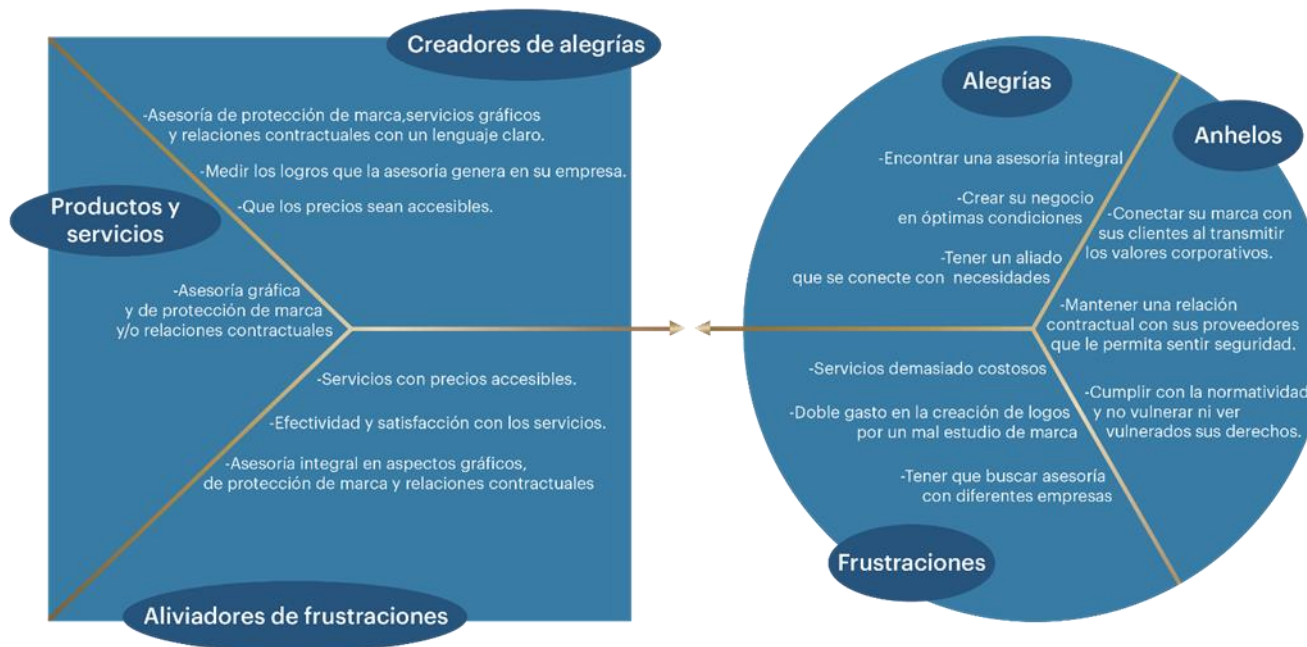 Creadores de alegrías
-Asesoría de protección de marca,servicios gráficos
y relaciones contractuales con un lenguaje claro.
-Medir los logros que la asesoría genera en su empresa.
-Que los precios sean accesibles.
Productos y
servicios
-Asesoría gráfica
y de protección de marca
y/o relaciones contractuales
-Servicios con precios accesibles.
-Efectividad y satisfacción con los servicios.
-Asesoría integral en aspectos gráficos,
de protección de marca y relaciones contractuales
Aliviadores de frustraciones
Alegrías
-Encontrar una asesoría integral
-Crear su negocio
en óptimas condiciones
-Tener un aliado
que se conecte con necesidades
Anhelos
-Conectar su marca con
sus clientes al transmitir
los valores corporativos.
-Mantener una relación
contractual con sus proveedores
que le permita sentir seguridad.
-Cumplir con la normatividad
y no vulnerar ni ver
vulnerados sus derechos.
-Servicios demasiado costosos
-Doble gasto en la creación de logos
por un mal estudio de marca
-Tener que buscar asesoría
con diferentes empresas
Frustraciones